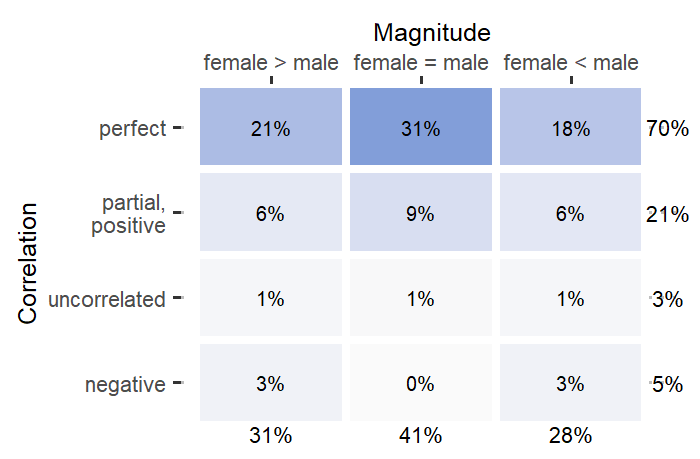 Magnitude
female > male female = male female < male
perfect 21% 31% 18% 70%
partial,
positive 6% 9% 6% 21%
uncorrelated 1% 1% 1% 3%
negative 3% 0% 3% 5%
31% 41% 28%
Correlation